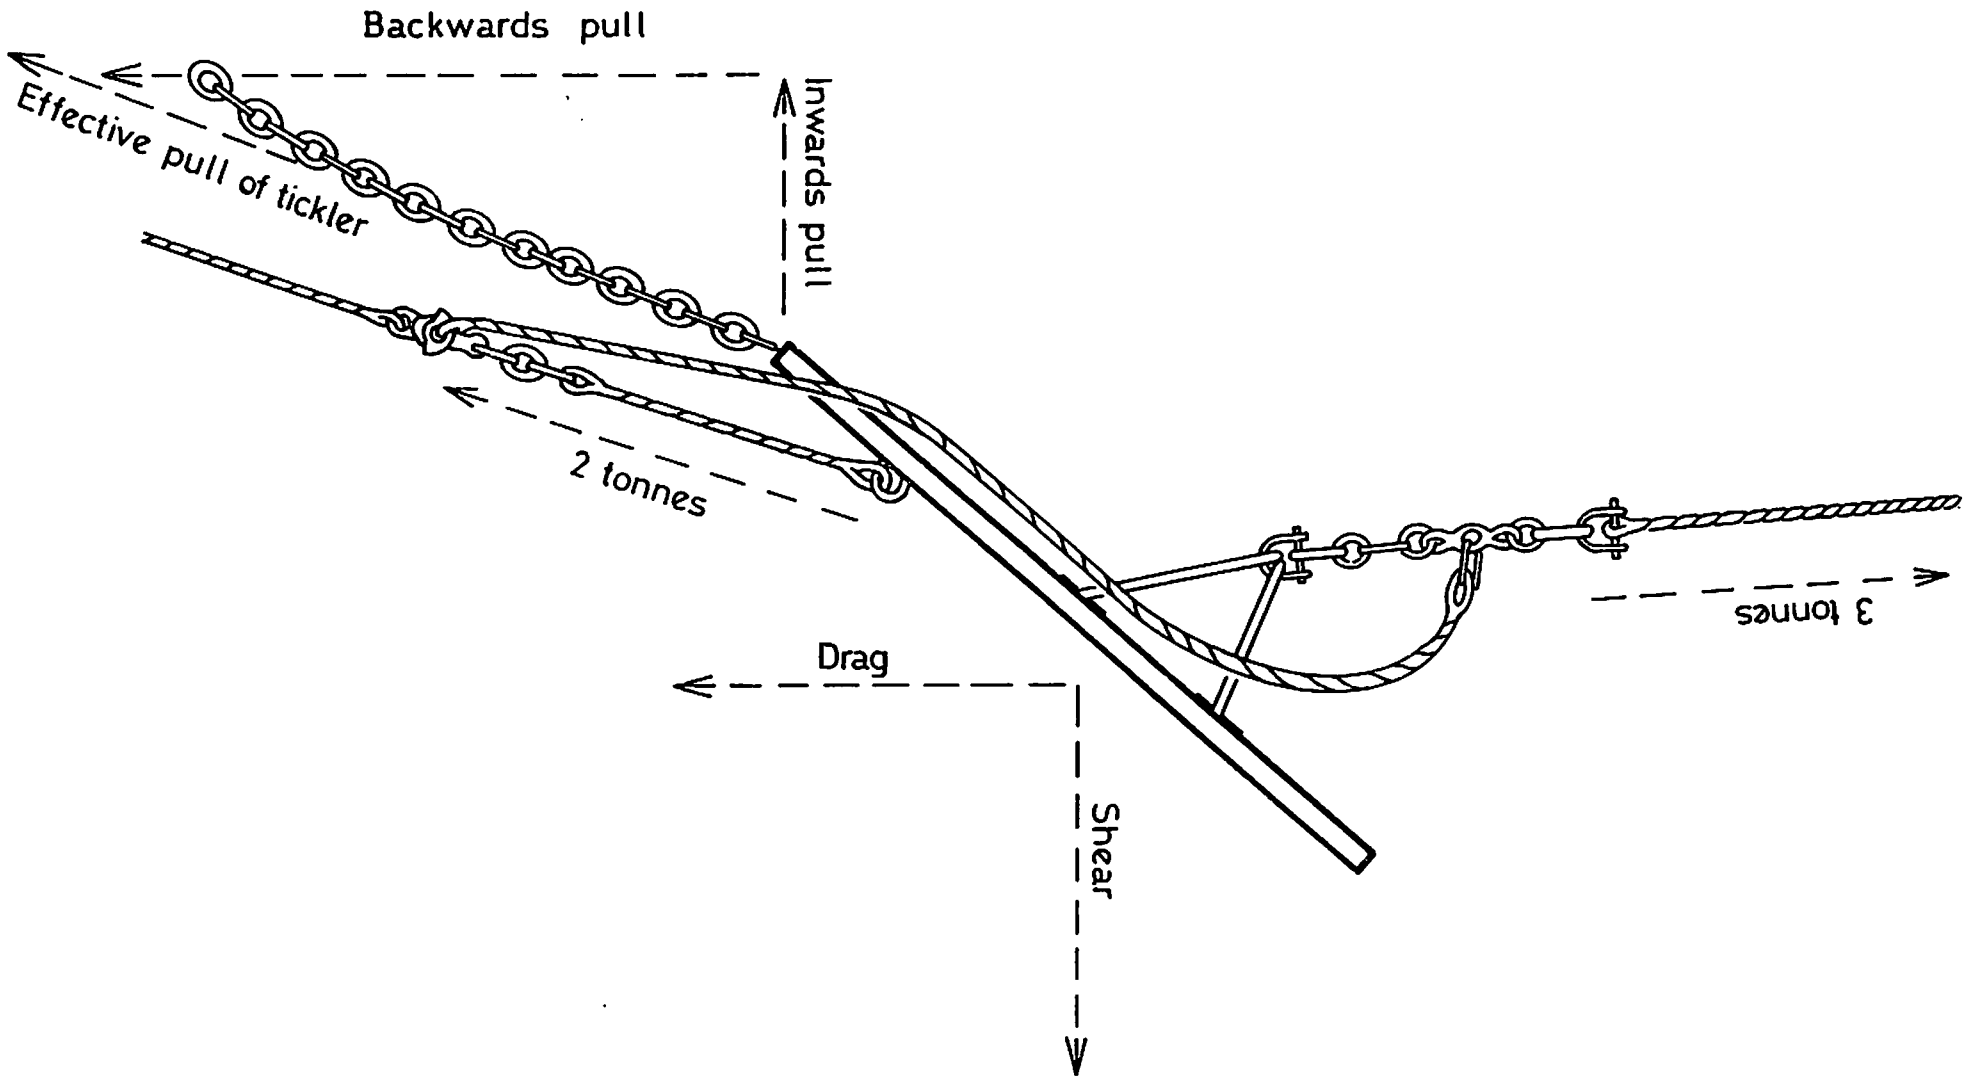 Backwards pull
Inwards pull
Effective pull of tickler
2 tonnes
3 tonnes
Drag
Shear